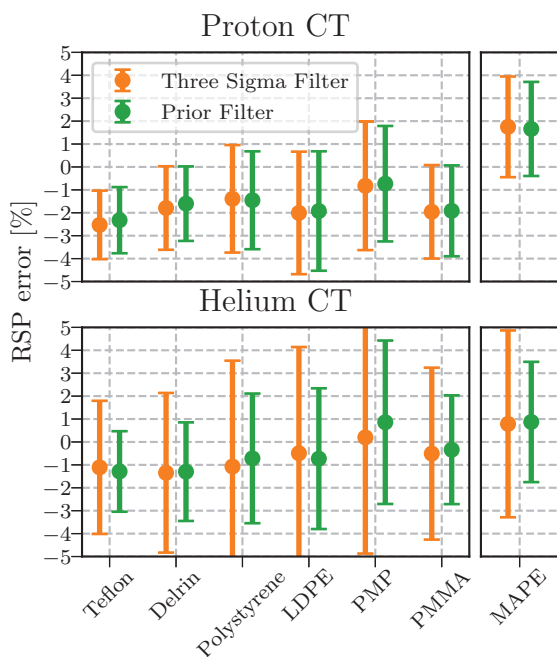 Proton CT
5
4
3
2
1
0
−1
−2
−3
−4
−5
Three Sigma Filter
Prior Filter
RSP error [%]
Helium CT
5
4
3
2
1
0
−1
−2
−3
−4
−5
Teflon
Delrin
Polystyrene
LDPE
PMP
PMMA
MAPE